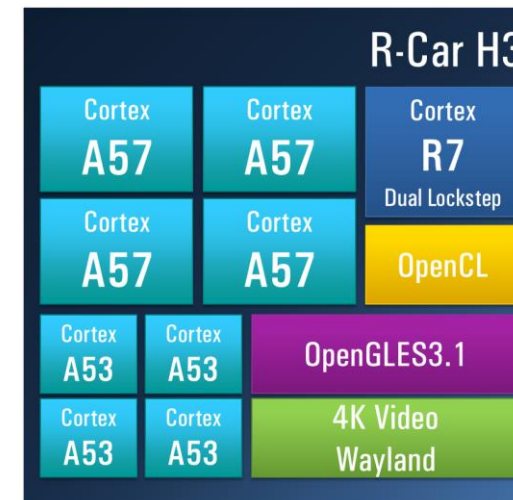 R-Car H3
Cortex
A57
Cortex
A57
Cortex
R7
Dual Lockstep
Cortex
A57
Cortex
A57
OpenCL
Cortex
A53
Cortex
A53
OpenGLES3.1
Cortex
A53
Cortex
A53
4K Video
Wayland